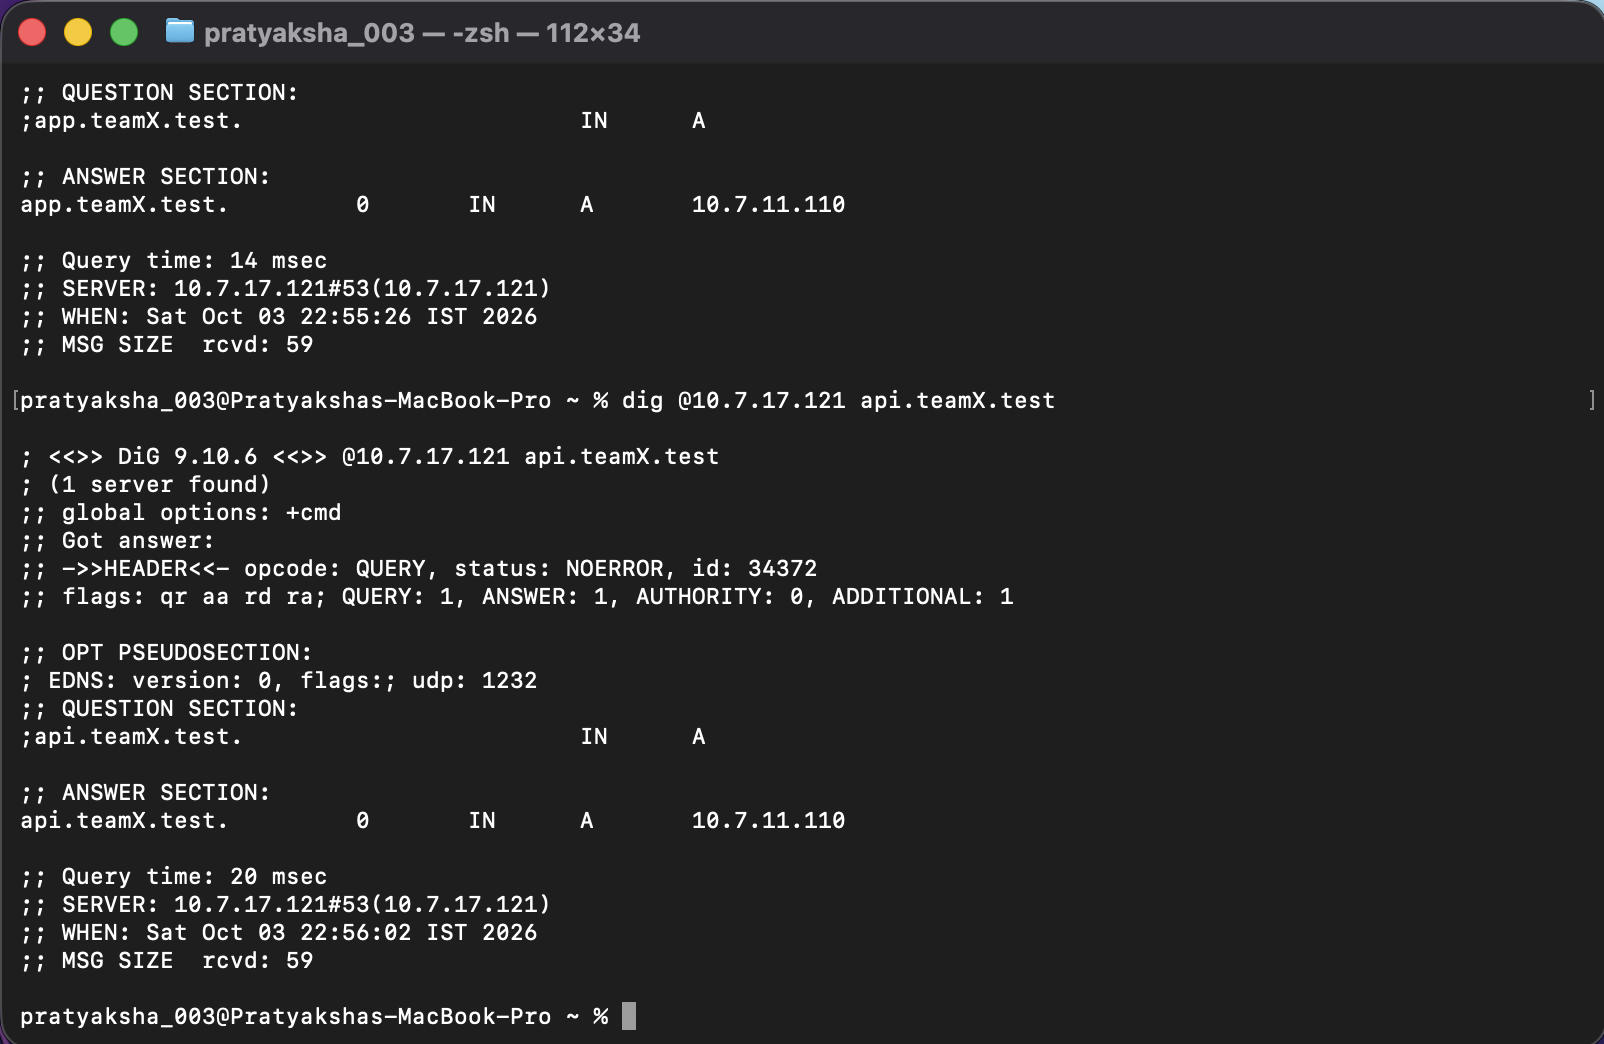 pratyaksha_003 — -zsh — 112×34
;; QUESTION SECTION:
;app.teamX.test. IN A
;; ANSWER SECTION:
app.teamX.test. 0 IN A 10.7.11.110
;; Query time: 14 msec
;; SERVER: 10.7.17.121#53(10.7.17.121)
;; WHEN: Sat Oct 03 22:55:26 IST 2026
;; MSG SIZE  rcvd: 59
[pratyaksha_003@Pratyakshas-MacBook-Pro ~ % dig @10.7.17.121 api.teamX.test ]
; <<>> DiG 9.10.6 <<>> @10.7.17.121 api.teamX.test
; (1 server found)
;; global options: +cmd
;; Got answer:
;; ->>HEADER<<- opcode: QUERY, status: NOERROR, id: 34372
;; flags: qr aa rd ra; QUERY: 1, ANSWER: 1, AUTHORITY: 0, ADDITIONAL: 1
;; OPT PSEUDOSECTION:
; EDNS: version: 0, flags:; udp: 1232
;; QUESTION SECTION:
;api.teamX.test. IN A
;; ANSWER SECTION:
api.teamX.test. 0 IN A 10.7.11.110
;; Query time: 20 msec
;; SERVER: 10.7.17.121#53(10.7.17.121)
;; WHEN: Sat Oct 03 22:56:02 IST 2026
;; MSG SIZE  rcvd: 59
pratyaksha_003@Pratyakshas-MacBook-Pro ~ %